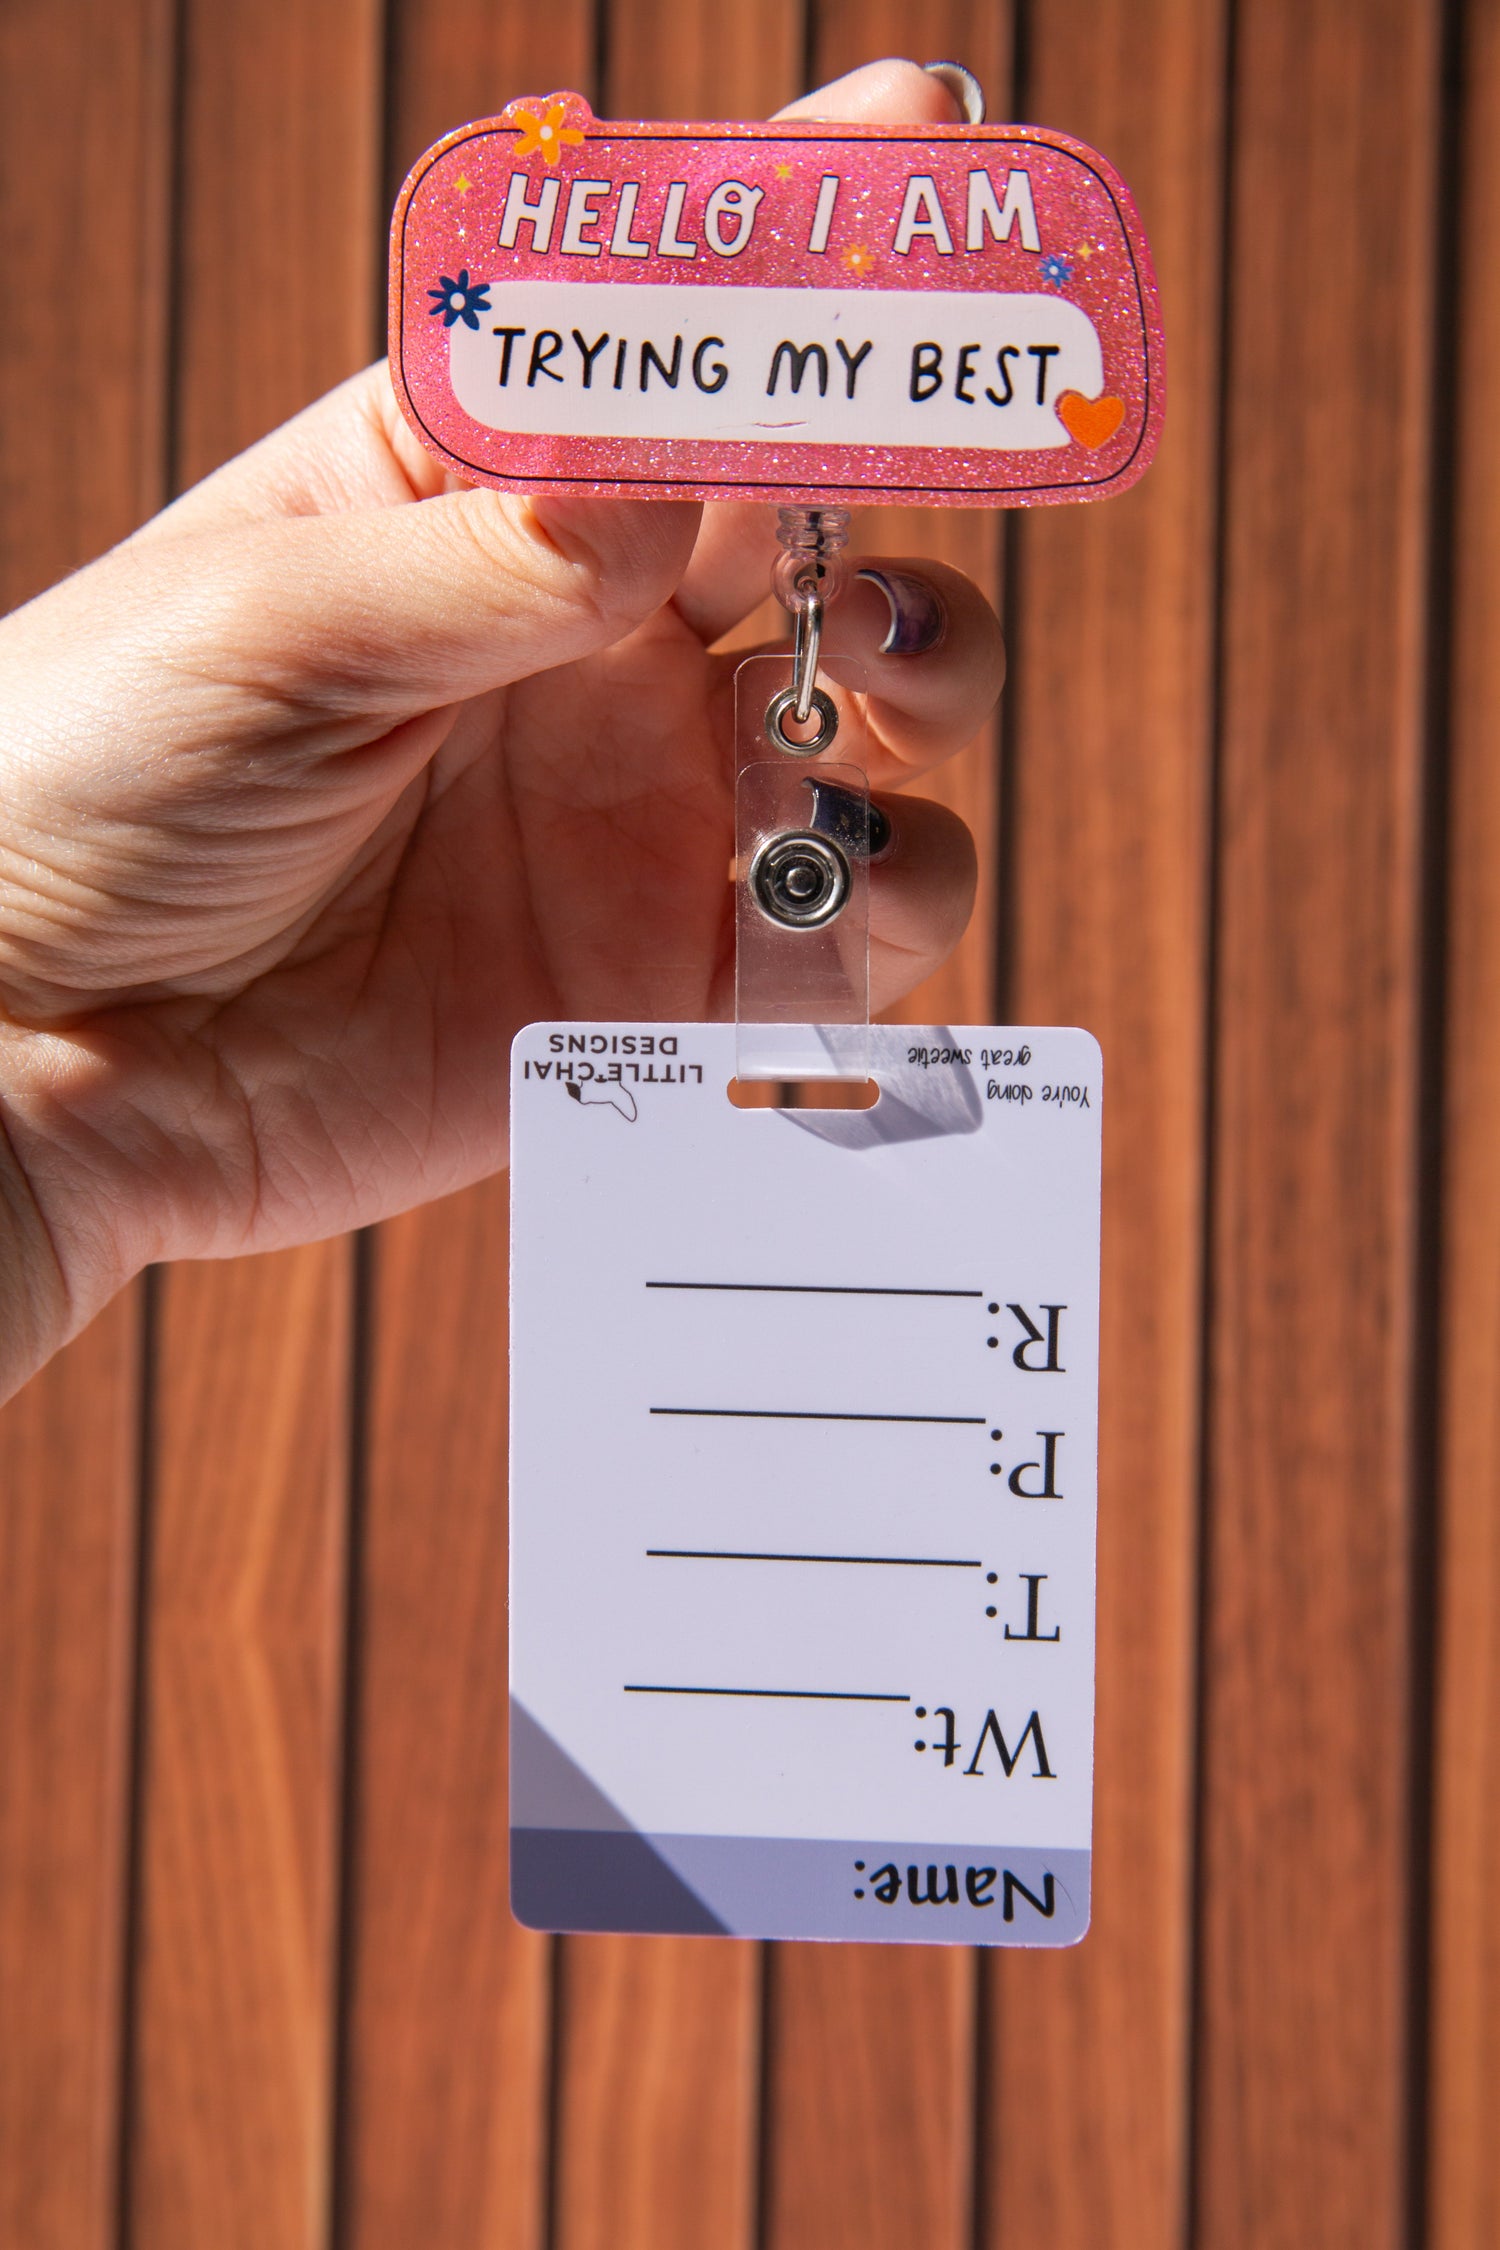 HELLO I AM
TRYING MY BEST
Name:
Wt:
T:
P:
R:
You're doing
great sweetie
LITTLE CHAI
DESIGNS